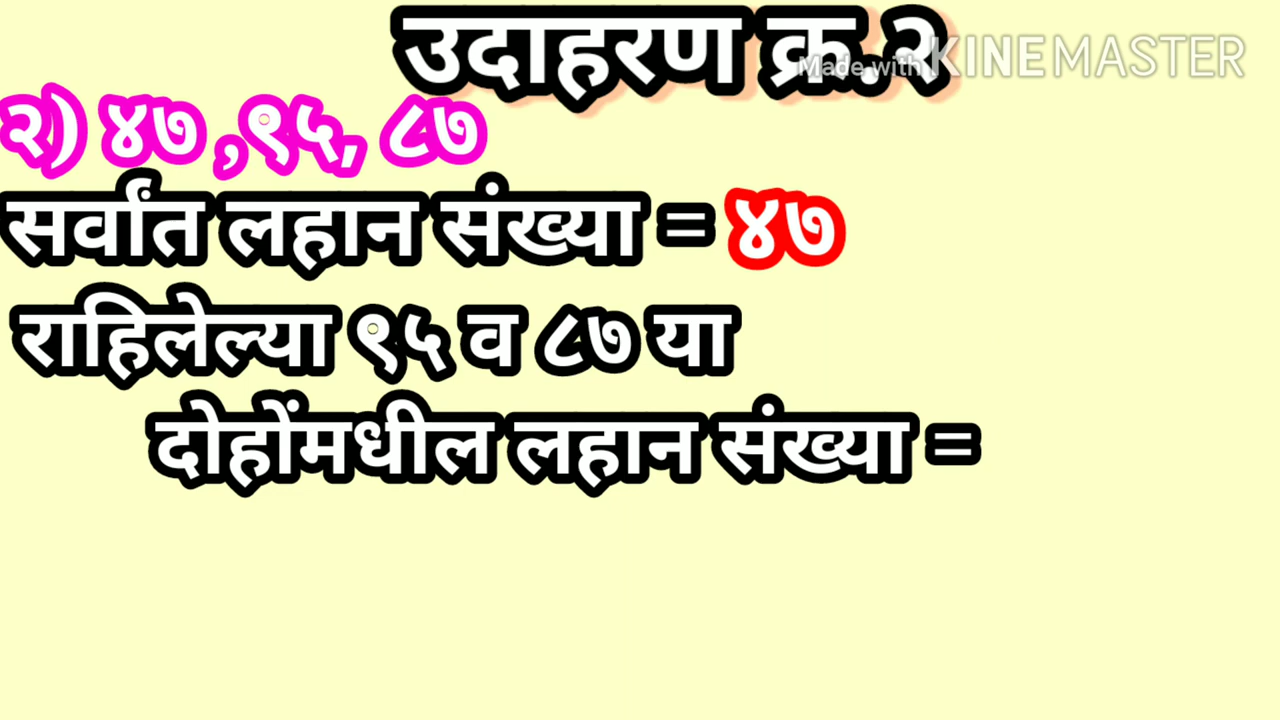 उदाहरण क्र.२
Made with KINEMASTER
२) ४७ ,९५, ८७
सर्वांत लहान संख्या = ४७
राहिलेल्या ९५ व ८७ या
दोहोंमधील लहान संख्या =